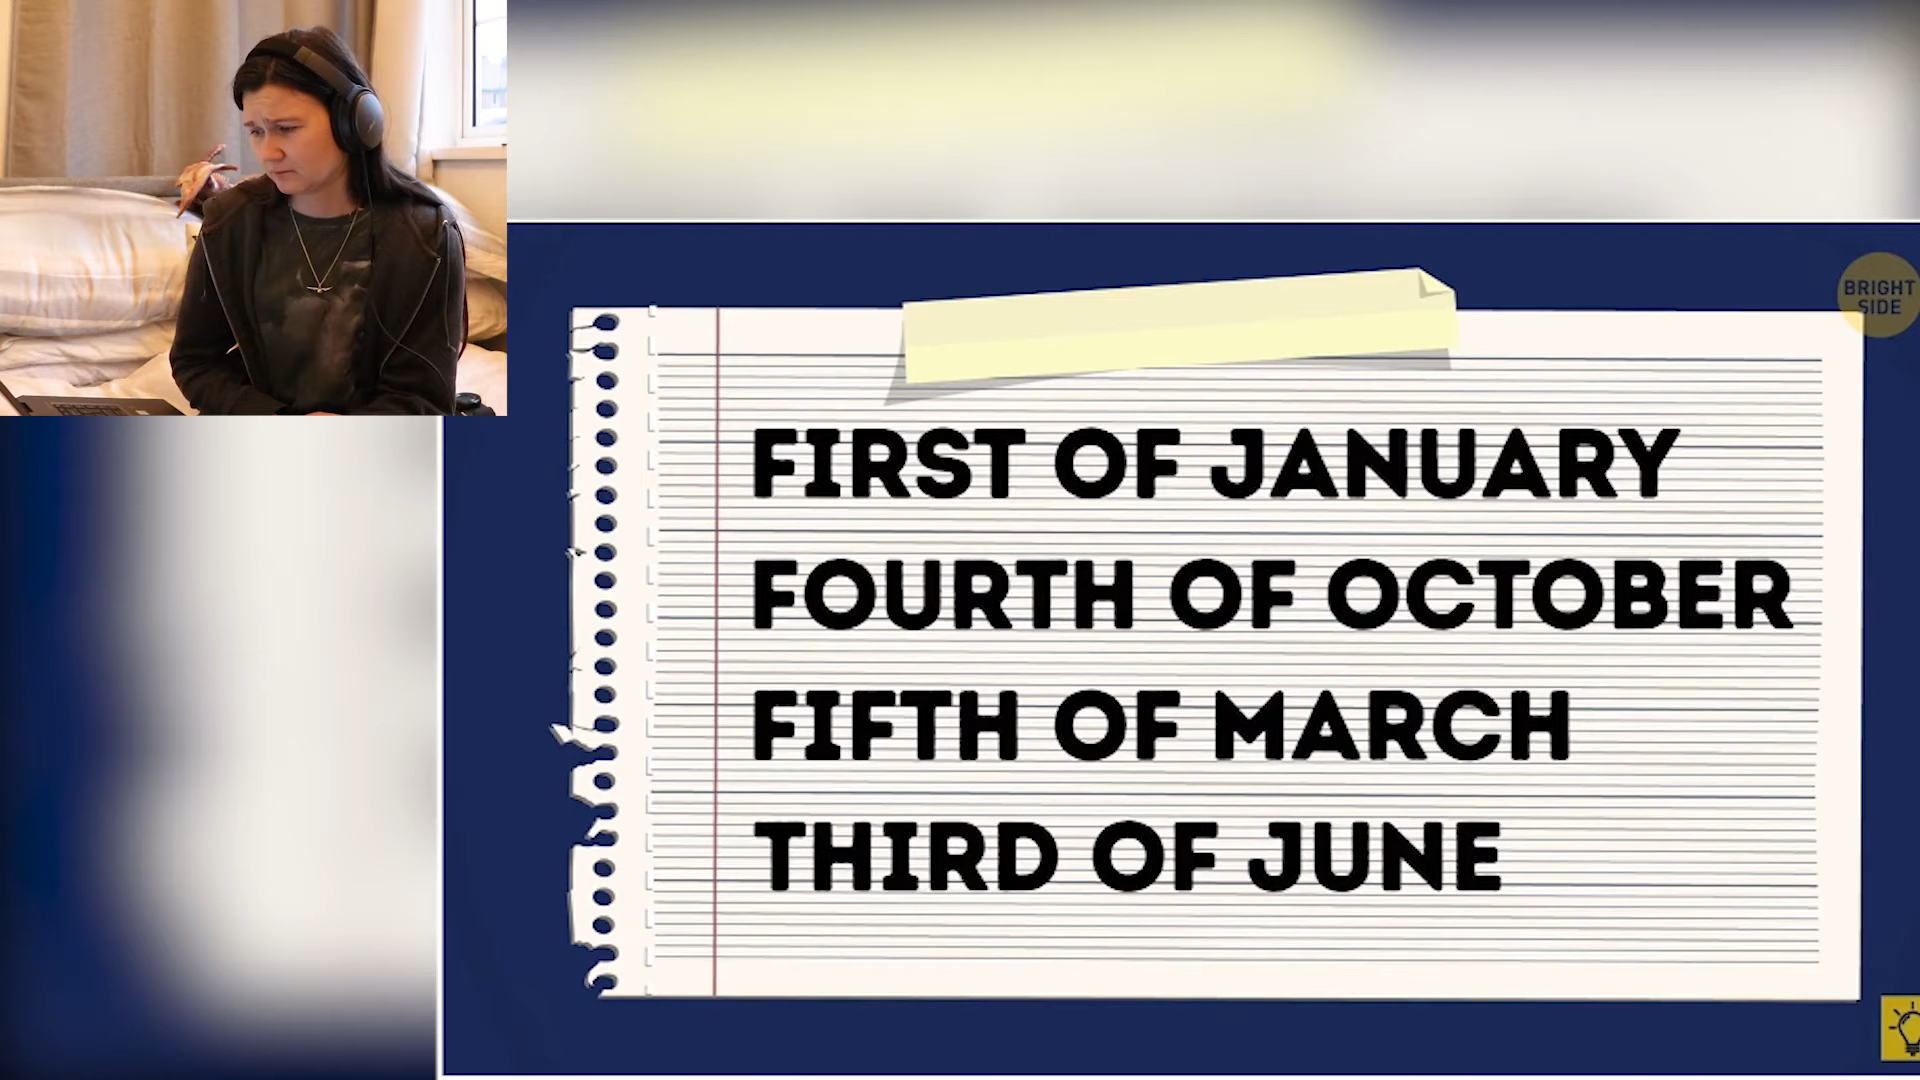 BRIGHT
SIDE
FIRST OF JANUARY
FOURTH OF OCTOBER
FIFTH OF MARCH
THIRD OF JUNE